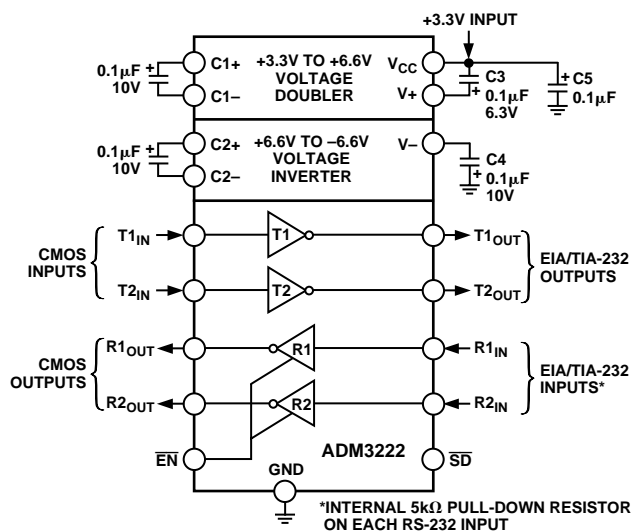 +3.3V INPUT
0.1μF
10V
+
C1+
C1–
+3.3V TO +6.6V
VOLTAGE
DOUBLER
VCC
V+
+
C3
0.1μF
6.3V
+
C5
0.1μF
0.1μF
10V
+
C2+
C2–
+6.6V TO –6.6V
VOLTAGE
INVERTER
V–
+
C4
0.1μF
10V
CMOS
INPUTS
T1IN
T2IN
T1
T2
T1OUT
T2OUT
EIA/TIA-232
OUTPUTS
CMOS
OUTPUTS
R1OUT
R2OUT
R1
R2
R1IN
R2IN
EIA/TIA-232
INPUTS*
EN
GND
ADM3222
SD
*INTERNAL 5kΩ PULL-DOWN RESISTOR
ON EACH RS-232 INPUT